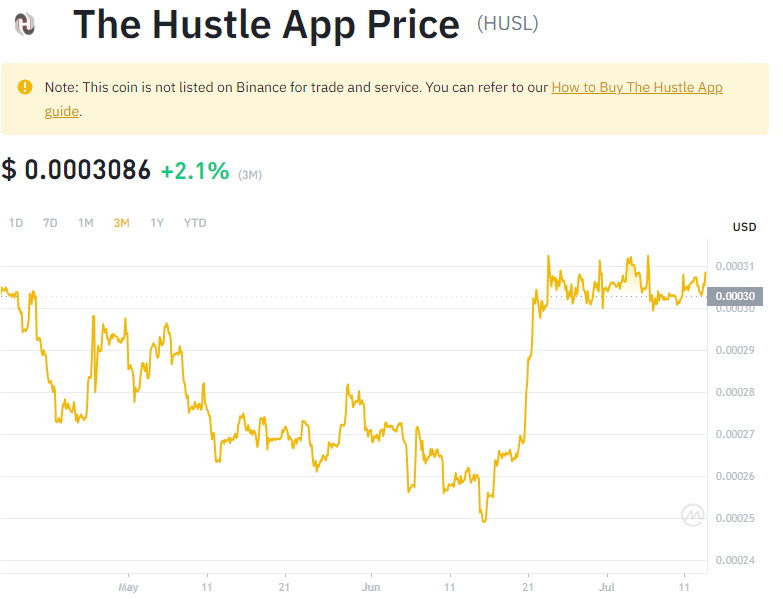 The Hustle App Price (HUSL)
Note: This coin is not listed on Binance for trade and service. You can refer to our How to Buy The Hustle App
guide.
$ 0.0003086 +2.1% (3M)
1D 7D 1M 3M 1Y YTD
USD
0.00031
0.00030
0.00030
0.00029
0.00028
0.00027
0.00026
0.00025
0.00024
May 11 21 Jun 11 21 Jul 11